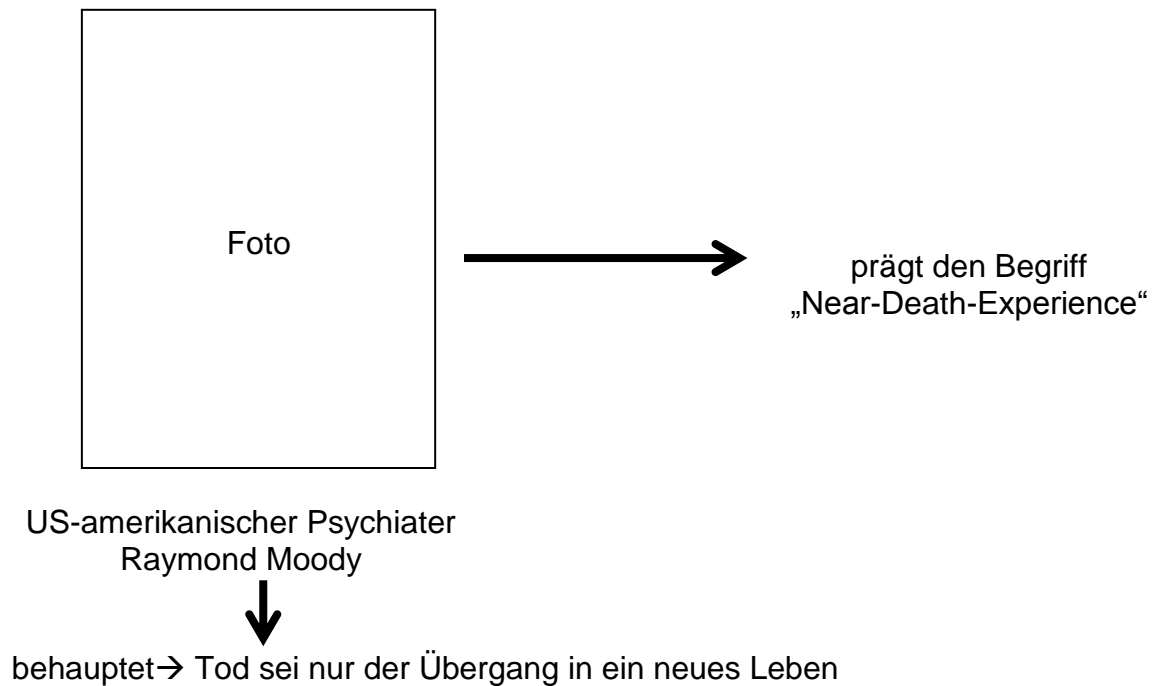 Foto
prägt den Begriff
„Near-Death-Experience“
US-amerikanischer Psychiater
Raymond Moody
behauptet→ Tod sei nur der Übergang in ein neues Leben